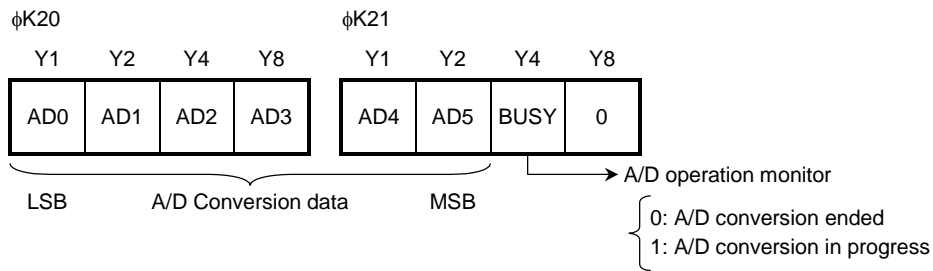 ϕK20 ϕK21
Y1 Y2 Y4 Y8 Y1 Y2 Y4 Y8
AD0 AD1 AD2 AD3 AD4 AD5 BUSY 0
A/D operation monitor
LSB A/D Conversion data MSB
0: A/D conversion ended
1: A/D conversion in progress